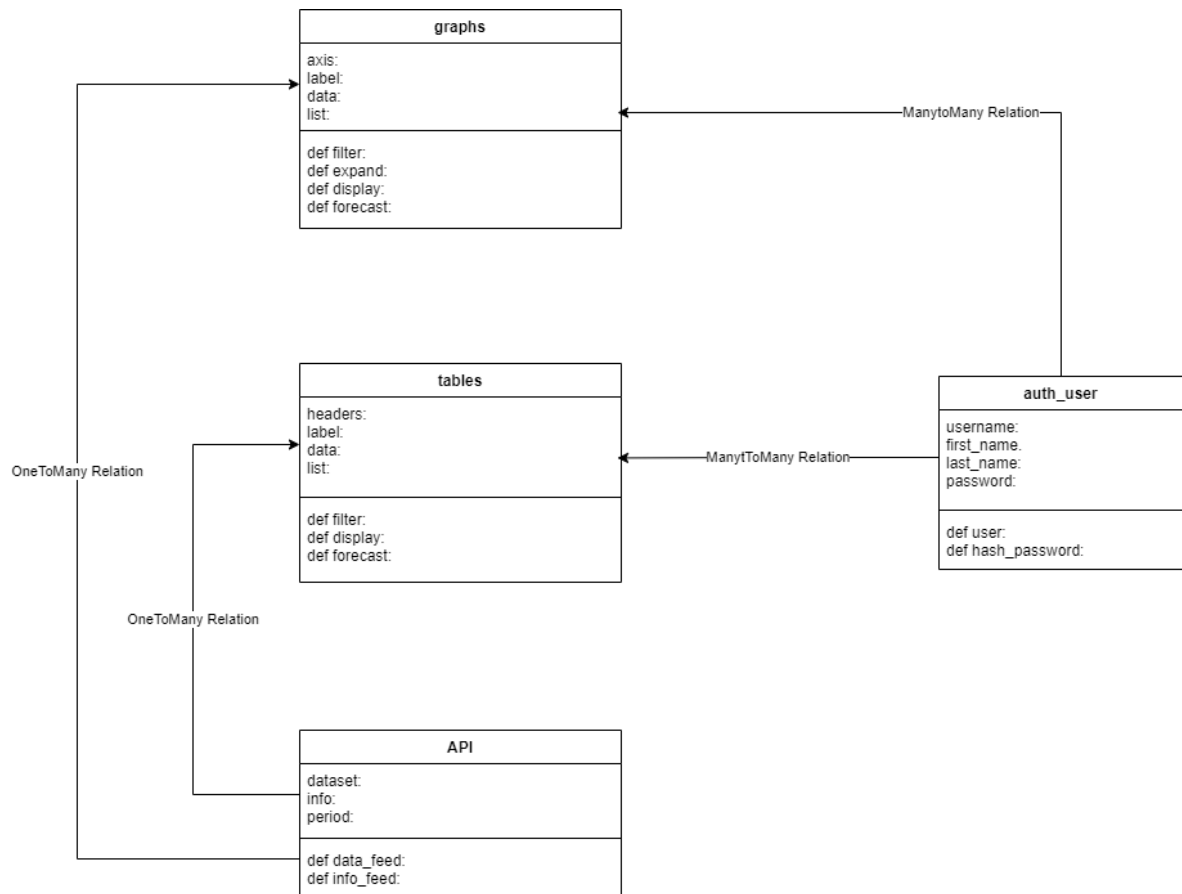 graphs
axis:
label:
data:
list:
def filter:
def expand:
def display:
def forecast:
ManytoMany Relation
tables
headers:
label:
data:
list:
def filter:
def display:
def forecast:
auth_user
username:
first_name.
last_name:
password:
def user:
def hash_password:
ManytToMany Relation
OneToMany Relation
OneToMany Relation
API
dataset:
info:
period:
def data_feed:
def info_feed: